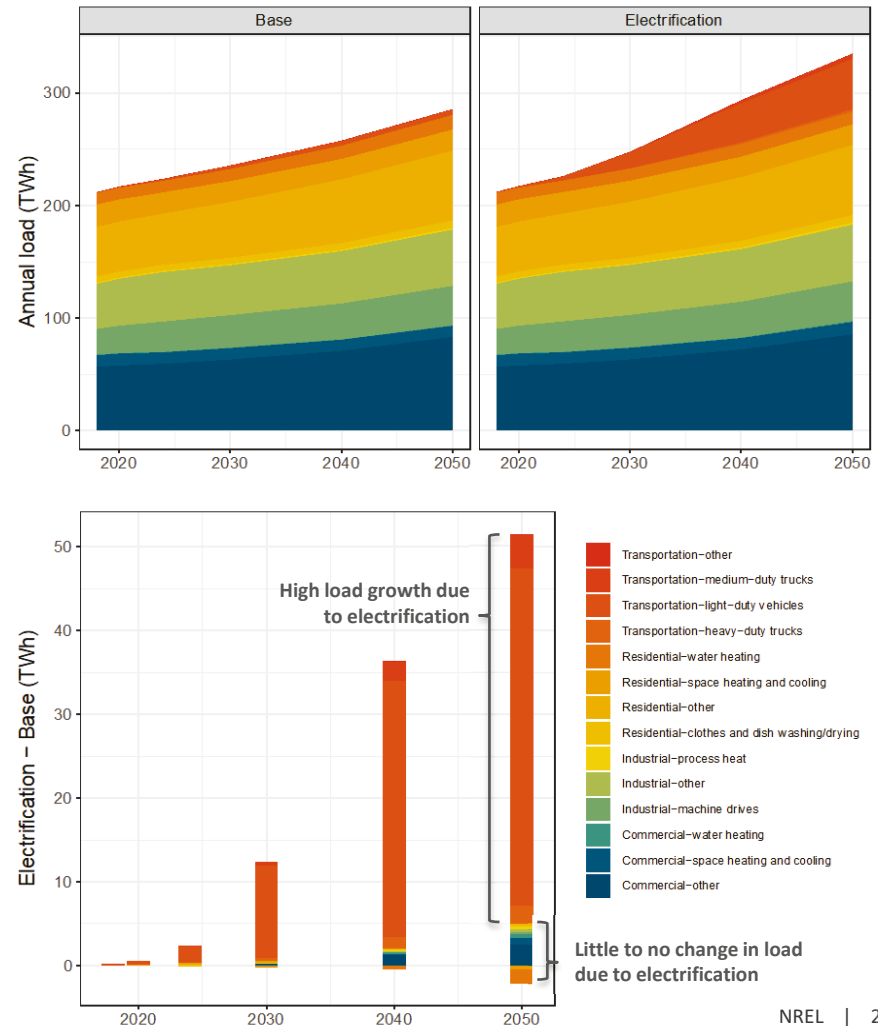 Base
Electrification
Annual load (TWh)
300
200
100
0
2020
2030
2040
2050
2020
2030
2040
2050
Electrification − Base (TWh)
50
40
30
20
10
0
2020
2030
2040
2050
High load growth due
to electrification
Little to no change in load
due to electrification
Transportation−other
Transportation−medium−duty trucks
Transportation−light−duty vehicles
Transportation−heavy−duty trucks
Residential−water heating
Residential−space heating and cooling
Residential−other
Residential−clothes and dish washing/drying
Industrial−process heat
Industrial−other
Industrial−machine drives
Commercial−water heating
Commercial−space heating and cooling
Commercial−other
NREL | 2